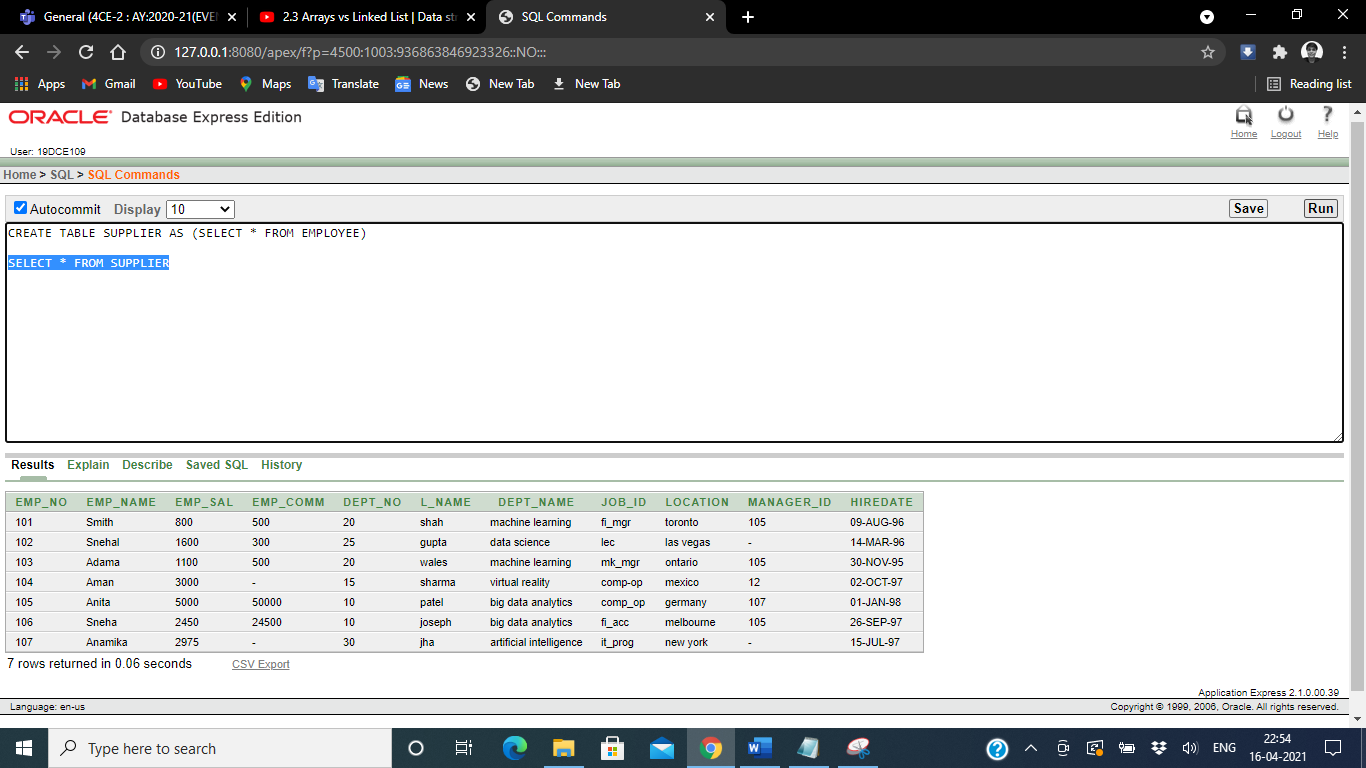 General (4CE-2 : AY:2020-21(EVEN
2.3 Arrays vs Linked List | Data str
SQL Commands
127.0.0.1:8080/apex/f?p=4500:1003:936863846923326::NO:::
Apps Gmail YouTube Maps Translate News New Tab New Tab Reading list
ORACLE Database Express Edition
Home Logout Help
User: 19DCE109
Home > SQL > SQL Commands
Autocommit Display 10 Save Run
CREATE TABLE SUPPLIER AS (SELECT * FROM EMPLOYEE)
SELECT * FROM SUPPLIER
Results Explain Describe Saved SQL History
EMP_NO EMP_NAME EMP_SAL EMP_COMM DEPT_NO L_NAME DEPT_NAME JOB_ID LOCATION MANAGER_ID HIREDATE
101 Smith 800 500 20 shah machine learning fi_mgr toronto 105 09-AUG-96
102 Snehal 1600 300 25 gupta data science lec las vegas - 14-MAR-96
103 Adama 1100 500 20 wales machine learning mk_mgr ontario 105 30-NOV-95
104 Aman 3000 - 15 sharma virtual reality comp-op mexico 12 02-OCT-97
105 Anita 5000 50000 10 patel big data analytics comp_op germany 107 01-JAN-98
106 Sneha 2450 24500 10 joseph big data analytics fi_acc melbourne 105 26-SEP-97
107 Anamika 2975 - 30 jha artificial intelligence it_prog new york - 15-JUL-97
7 rows returned in 0.06 seconds CSV Export
Application Express 2.1.0.00.39
Language: en-us Copyright © 1999, 2006, Oracle. All rights reserved.
Type here to search
ENG
22:54
16-04-2021